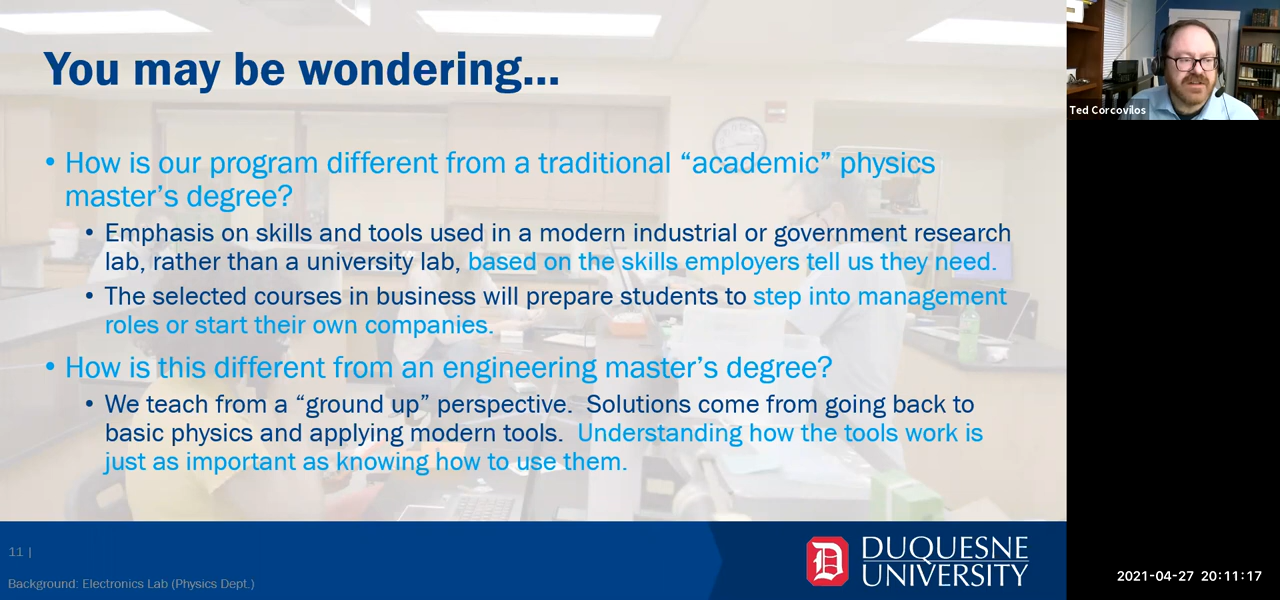 You may be wondering...
• How is our program different from a traditional “academic” physics
master’s degree?
• Emphasis on skills and tools used in a modern industrial or government research
lab, rather than a university lab, based on the skills employers tell us they need.
• The selected courses in business will prepare students to step into management
roles or start their own companies.
• How is this different from an engineering master’s degree?
• We teach from a “ground up” perspective.  Solutions come from going back to
basic physics and applying modern tools.  Understanding how the tools work is
just as important as knowing how to use them.
11 |
Background: Electronics Lab (Physics Dept.)
D
DUQUESNE
UNIVERSITY
Ted Corcovilos
2021-04-27 20:11:17